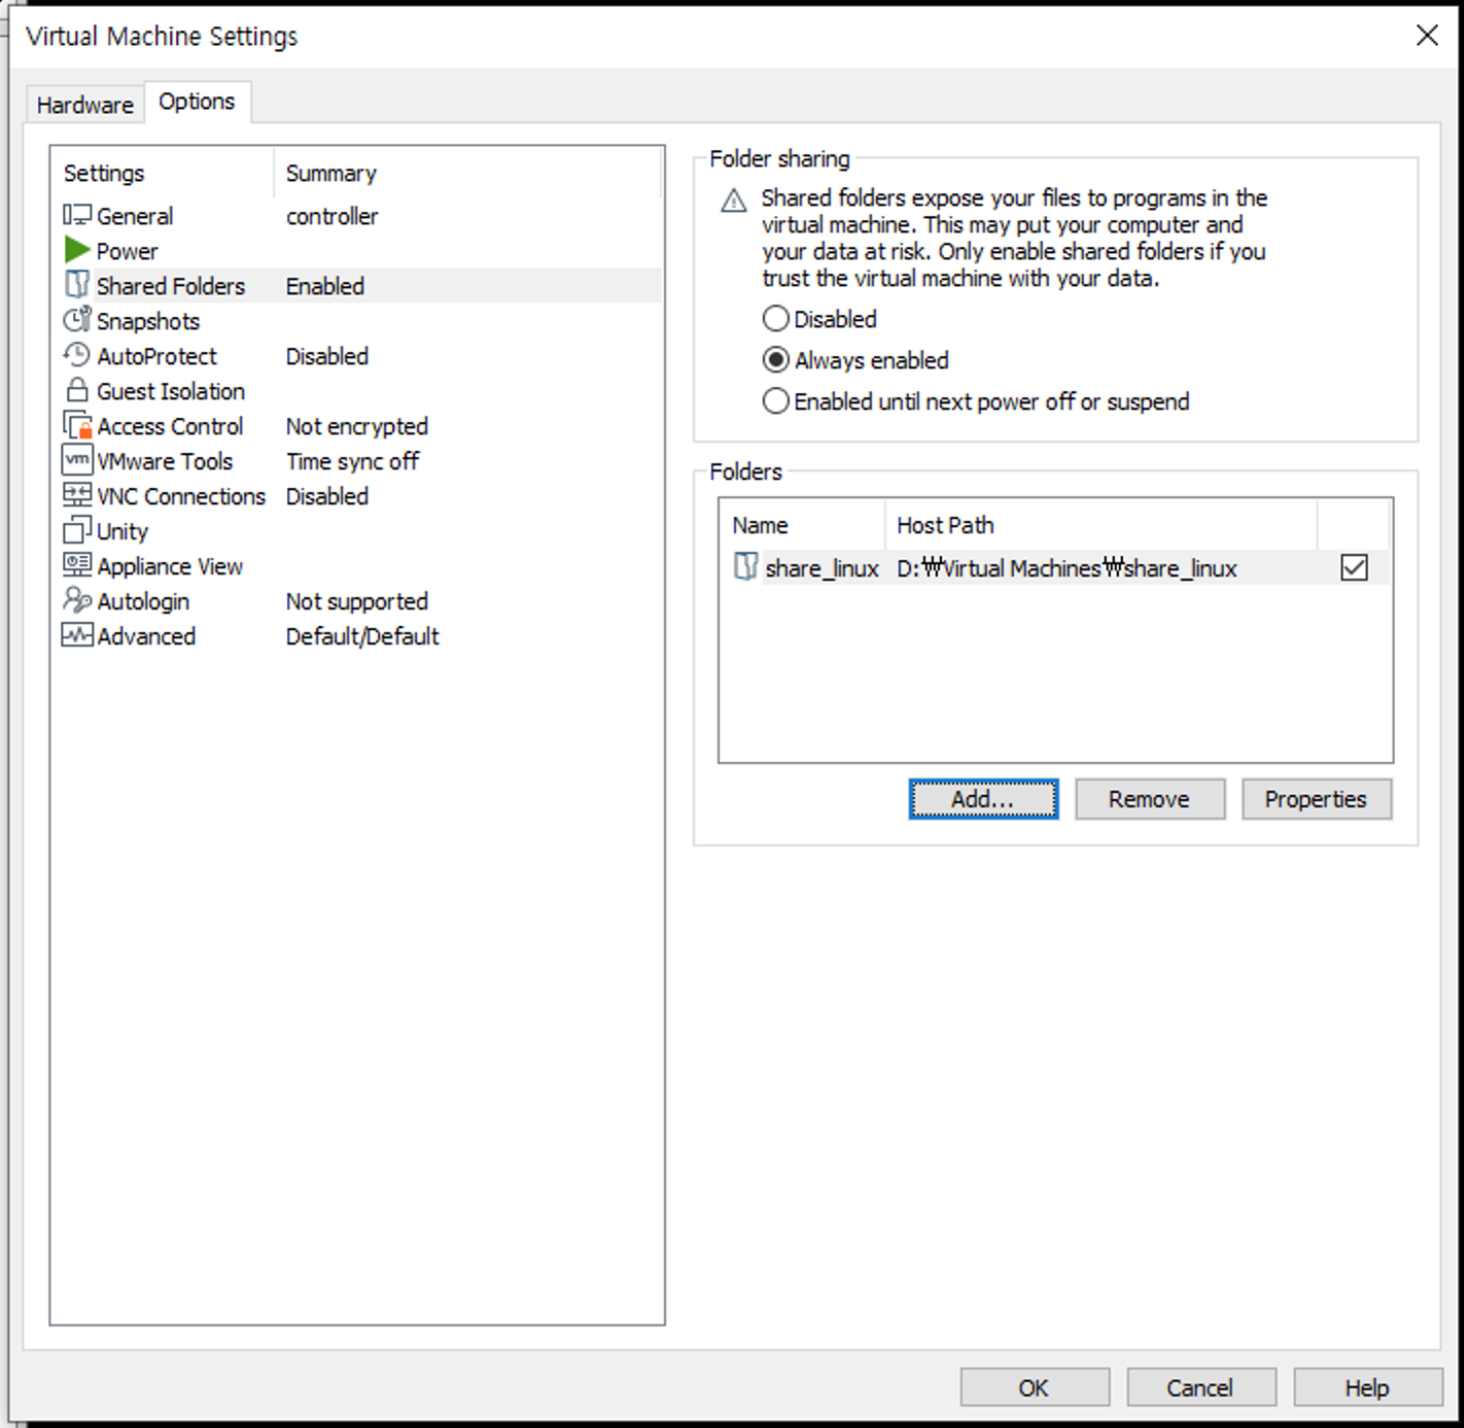 Virtual Machine Settings
Hardware
Options
Settings Summary
General controller
Power
Shared Folders Enabled
Snapshots
AutoProtect Disabled
Guest Isolation
Access Control Not encrypted
vm VMware Tools Time sync off
VNC Connections Disabled
Unity
Appliance View
Autologin Not supported
Advanced Default/Default
Folder sharing
Shared folders expose your files to programs in the
virtual machine. This may put your computer and
your data at risk. Only enable shared folders if you
trust the virtual machine with your data.
Disabled
Always enabled
Enabled until next power off or suspend
Folders
Name Host Path
share_linux D:₩Virtual Machines₩share_linux
Add... Remove Properties
OK Cancel Help